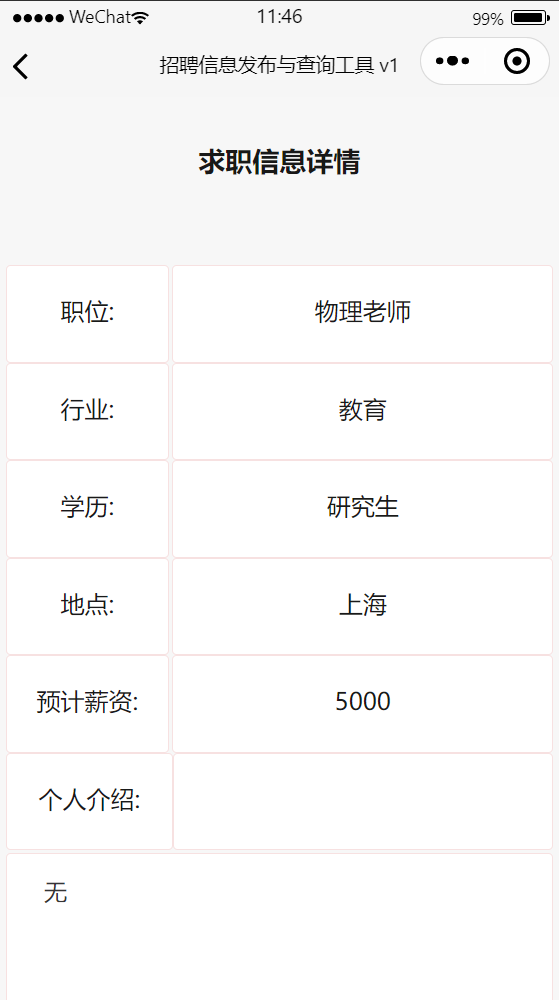 WeChat 11:46 99%
招聘信息发布与查询工具 v1
求职信息详情
职位: 物理老师
行业: 教育
学历: 研究生
地点: 上海
预计薪资: 5000
个人介绍:
无